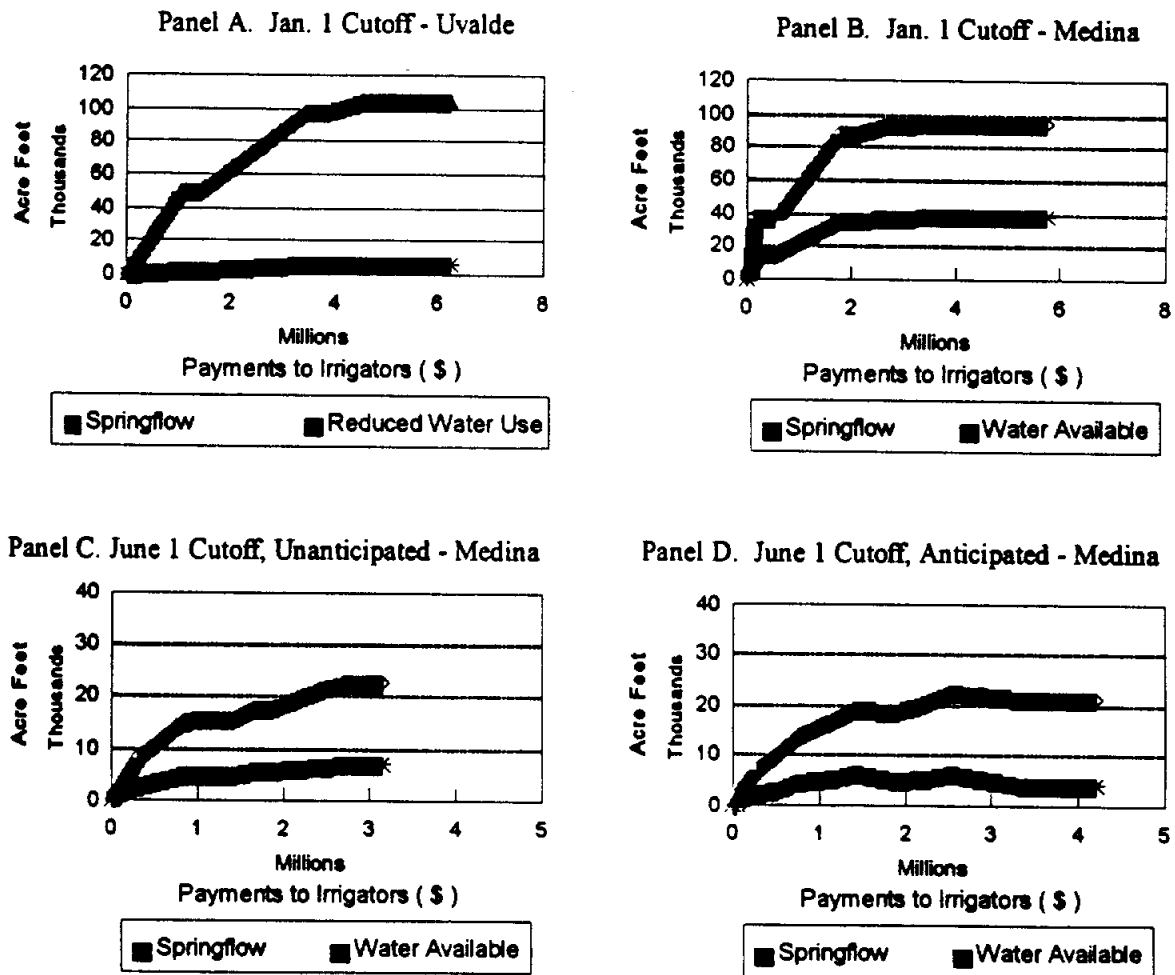 Panel A. Jan. 1 Cutoff - Uvalde
120
100
80
60
40
20
0
Acre Feet
Thousands
0 2 4 6 8
Millions
Payments to Irrigators ( $ )
Springflow Reduced Water Use
Panel B. Jan. 1 Cutoff - Medina
120
100
80
60
40
20
0
Acre Feet
Thousands
0 2 4 6 8
Millions
Payments to Irrigators ( $ )
Springflow Water Available
Panel C. June 1 Cutoff, Unanticipated - Medina
40
30
20
10
0
Acre Feet
Thousands
0 1 2 3 4 5
Millions
Payments to Irrigators ( $ )
Springflow Water Available
Panel D. June 1 Cutoff, Anticipated - Medina
40
30
20
10
0
Acre Feet
Thousands
0 1 2 3 4 5
Millions
Payments to Irrigators ( $ )
Springflow Water Available